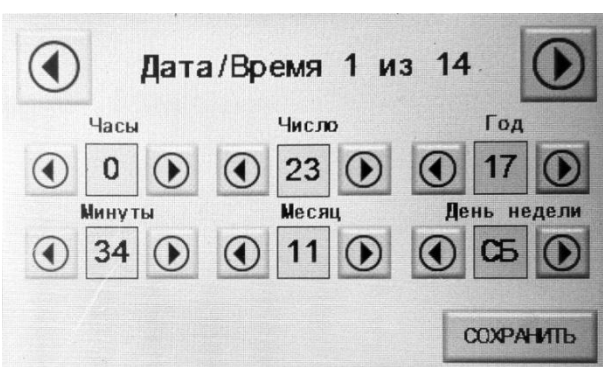 Дата/Время 1 из 14
Часы Число Год
0 23 17
Минуты Месяц День недели
34 11 СБ
СОХРАНИТЬ